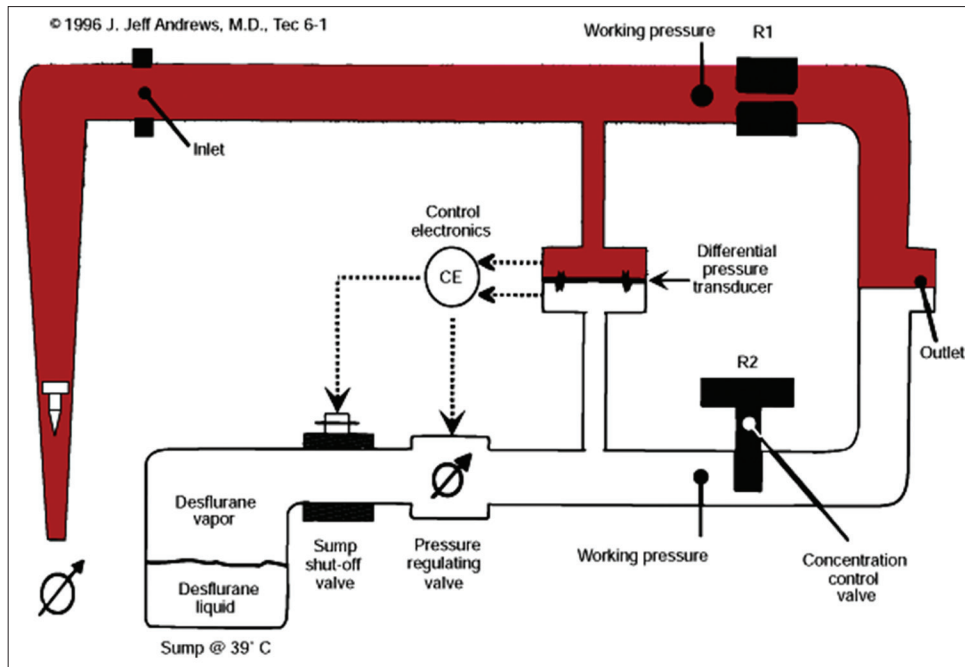 © 1996 J. Jeff Andrews, M.D., Tec 6-1
Working pressure
R1
Inlet
Control
electronics
CE
Differential
pressure
transducer
Outlet
R2
Desflurane
vapor
Desflurane
liquid
Sump
shut-off
valve
Pressure
regulating
valve
Working pressure
Concentration
control
valve
Sump @ 39° C